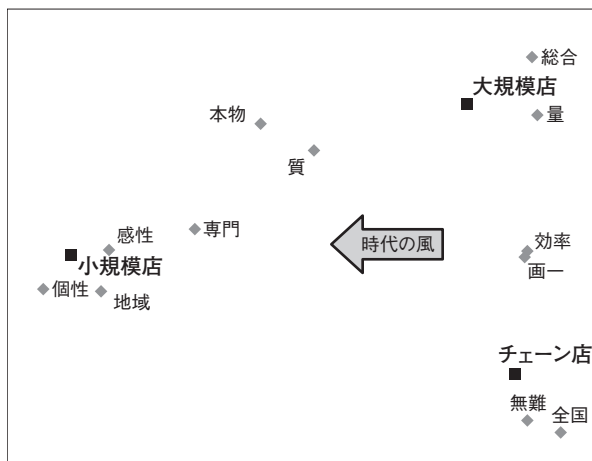 総合
大規模店
量
本物
質
専門
感性
小規模店
個性
地域
時代の風
効率
画一
チェーン店
無難
全国